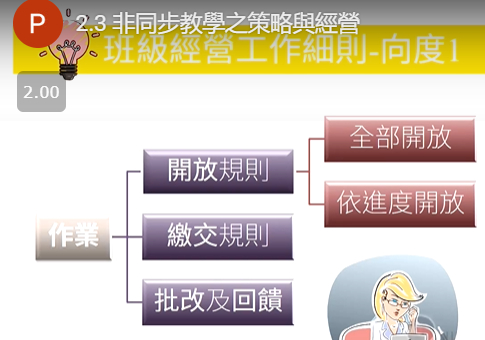 P
2.3 非同步教學之策略與經營
班級經營工作細則-向度1
2.00
全部開放
開放規則
依進度開放
作業
繳交規則
批改及回饋